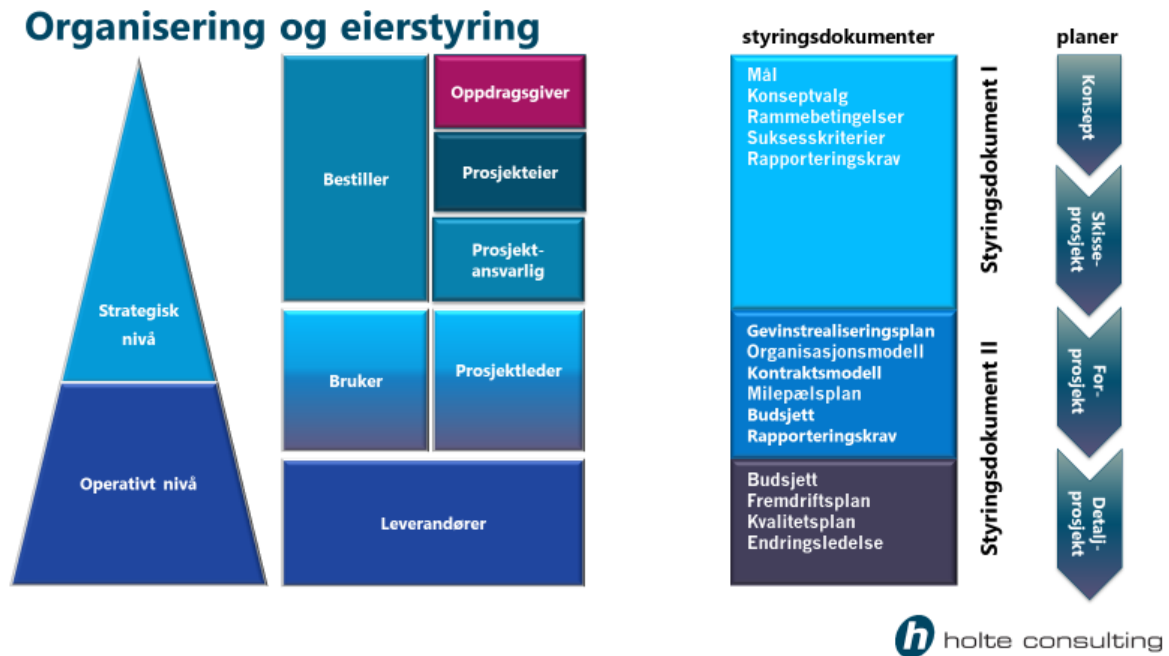 Organisering og eierstyring
Strategisk
nivå
Operativt nivå
Bestiller
Oppdragsgiver
Prosjekteier
Prosjekt-
ansvarlig
Bruker
Prosjektleder
Leverandører
styringsdokumenter
Mål
Konseptvalg
Rammebetingelser
Suksesskriterier
Rapporteringskrav
Gevinstrealiseringsplan
Organisasjonsmodell
Kontraktsmodell
Milepælsplan
Budsjett
Rapporteringskrav
Budsjett
Fremdriftsplan
Kvalitetsplan
Endringsledelse
Styringsdokument I
Styringsdokument II
planer
Konsept
Skisse-
prosjekt
For-
prosjekt
Detalj-
prosjekt
h holte consulting